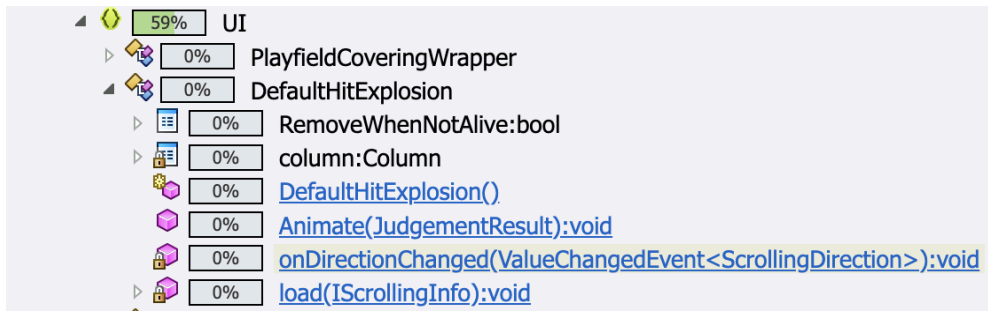 59% UI
0% PlayfieldCoveringWrapper
0% DefaultHitExplosion
0% RemoveWhenNotAlive:bool
0% column:Column
0% DefaultHitExplosion()
0% Animate(JudgementResult):void
0% onDirectionChanged(ValueChangedEvent<ScrollingDirection>):void
0% load(IScrollingInfo):void